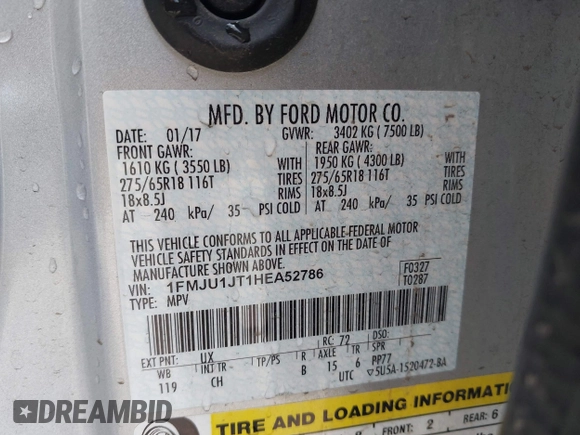 MFD. BY FORD MOTOR CO.
DATE: 01/17 GVWR: 3402 KG ( 7500 LB)
FRONT GAWR: REAR GAWR:
1610 KG ( 3550 LB) WITH 1950 KG ( 4300 LB) WITH
275/65R18 116T TIRES 275/65R18 116T TIRES
18x8.5J RIMS 18x8.5J RIMS
AT 240 kPa/ 35 PSI COLD AT 240 kPa/ 35 PSI COLD
THIS VEHICLE CONFORMS TO ALL APPLICABLE FEDERAL MOTOR
VEHICLE SAFETY STANDARDS IN EFFECT ON THE DATE OF
MANUFACTURE SHOWN ABOVE.
VIN: 1FMJU1JT1HEA52786 F0327
TYPE: MPV T0287
EXT PNT: UX RC: 72 DSO:
WB INT TR TP/PS R AXLE TR SPR
119 CH B 15 6 PP77
UTC ▽5U5A-1520472-BA
TIRE AND LOADING INFORMATION
FRONT: 2 REAR: 6
DREAMBID